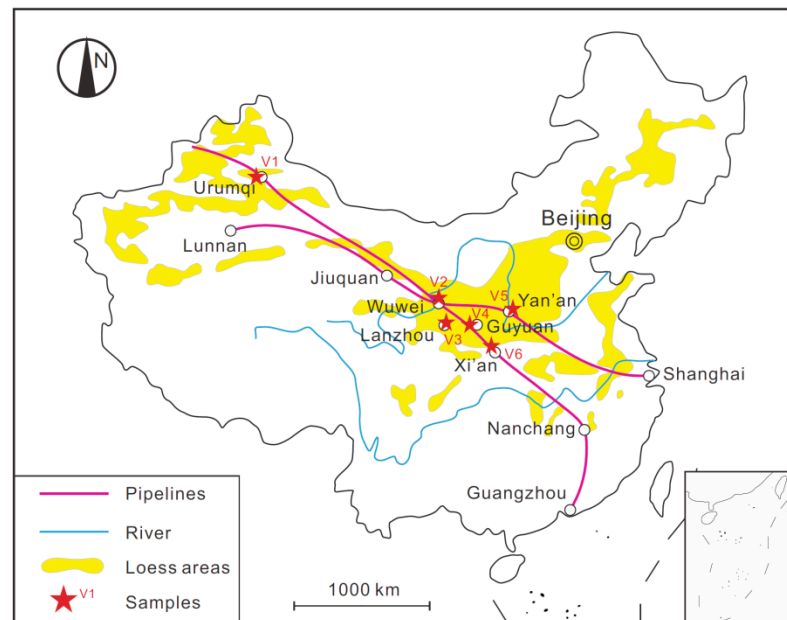 N
V1
Urumqi
Beijing
Lunnan
Jiuquan
V2
V5
Yan'an
Wuwei
V4
Guyuan
Lanzhou
V3
V6
Xi'an
Shanghai
Nanchang
Guangzhou
Pipelines
River
Loess areas
V1
Samples
1000 km